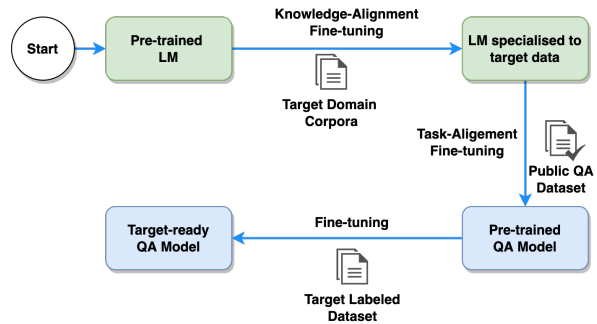 Knowledge-Alignment
Fine-tuning
Start
Pre-trained
LM
LM specialised to
target data
Target Domain
Corpora
Task-Aligement
Fine-tuning
Public QA
Dataset
Target-ready
QA Model
Fine-tuning
Pre-trained
QA Model
Target Labeled
Dataset